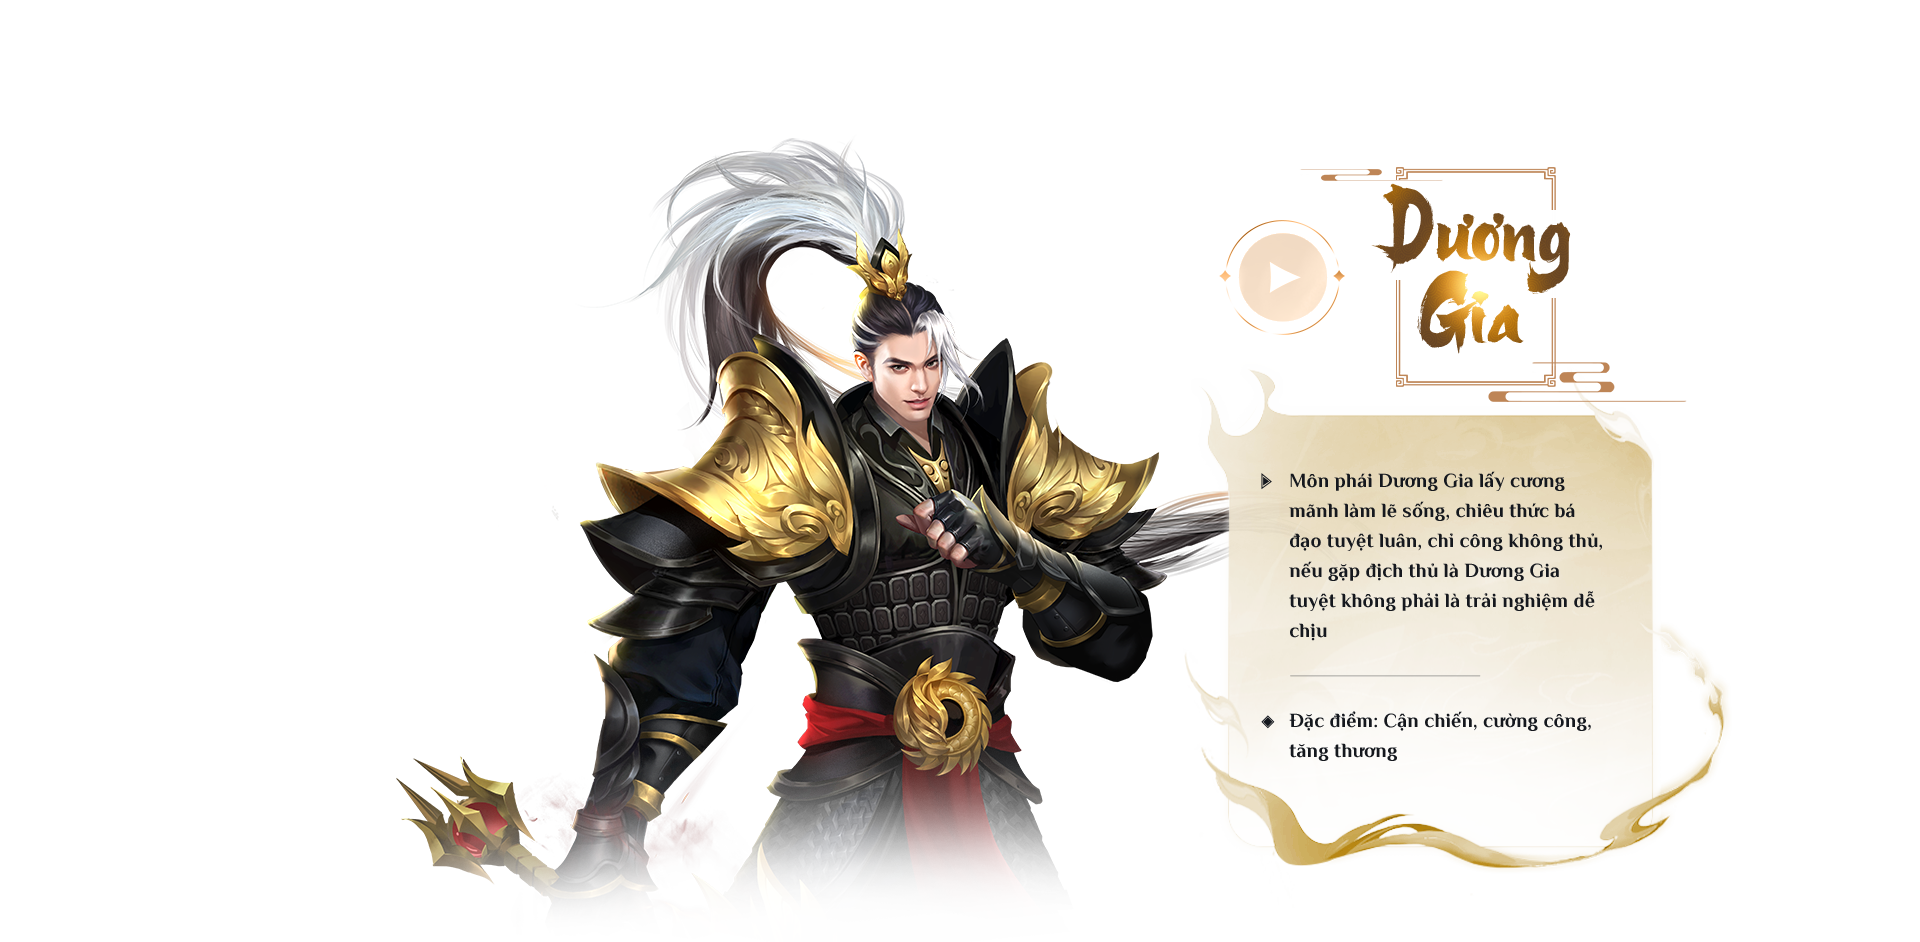 Dương
Gia
Môn phái Dương Gia lấy cương
mãnh làm lẽ sống, chiêu thức bá
đạo tuyệt luân, chỉ công không thủ,
nếu gặp địch thủ là Dương Gia
tuyệt không phải là trải nghiệm dễ
chịu
Đặc điểm: Cận chiến, cường công,
tăng thương